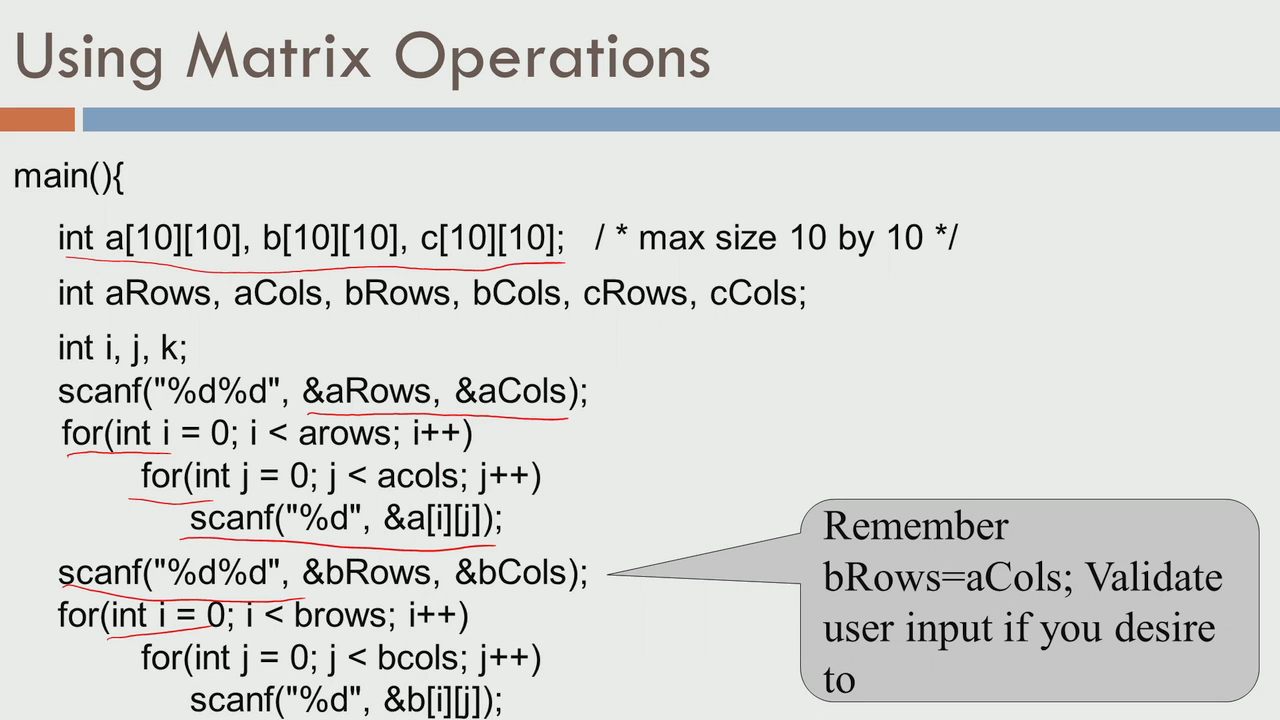 Using Matrix Operations
main(){
int a[10][10], b[10][10], c[10][10];   / * max size 10 by 10 */
int aRows, aCols, bRows, bCols, cRows, cCols;
int i, j, k;
scanf("%d%d", &aRows, &aCols);
for(int i = 0; i < arows; i++)
for(int j = 0; j < acols; j++)
scanf("%d", &a[i][j]);
scanf("%d%d", &bRows, &bCols);
for(int i = 0; i < brows; i++)
for(int j = 0; j < bcols; j++)
scanf("%d", &b[i][j]);
Remember
bRows=aCols; Validate
user input if you desire
to